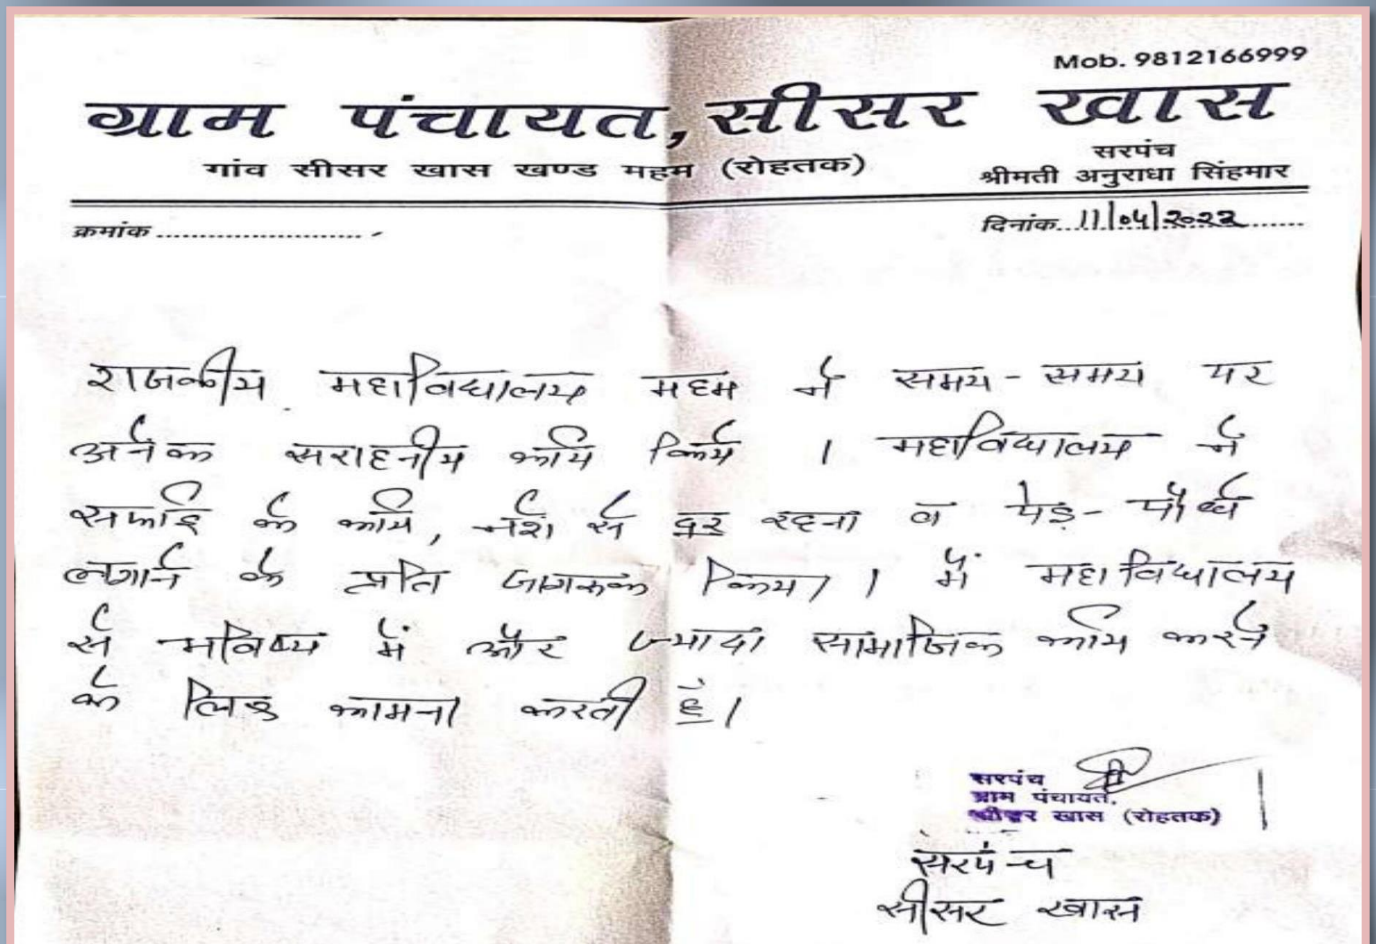 Mob. 9812166999
ग्राम पंचायत, सीसर खास
गांव सीसर खास खण्ड महम (रोहतक)
सरपंच
श्रीमती अनुराधा सिंहमार
क्रमांक ........................
दिनांक 11/04/2022
राजकीय महाविद्यालय महम ने समय-समय पर
अनेक सराहनीय कार्य किये । महाविद्यालय ने
सफाई के कार्य, नशे से दूर रहना व पेड़-पौधे
लगाने के प्रति जागरूक किया । मैं महाविद्यालय
से भविष्य में और ज्यादा सामाजिक कार्य करने
के लिए कामना करती हूँ।
सरपंच
ग्राम पंचायत,
सीसर खास (रोहतक)
सरपंच
सीसर खास